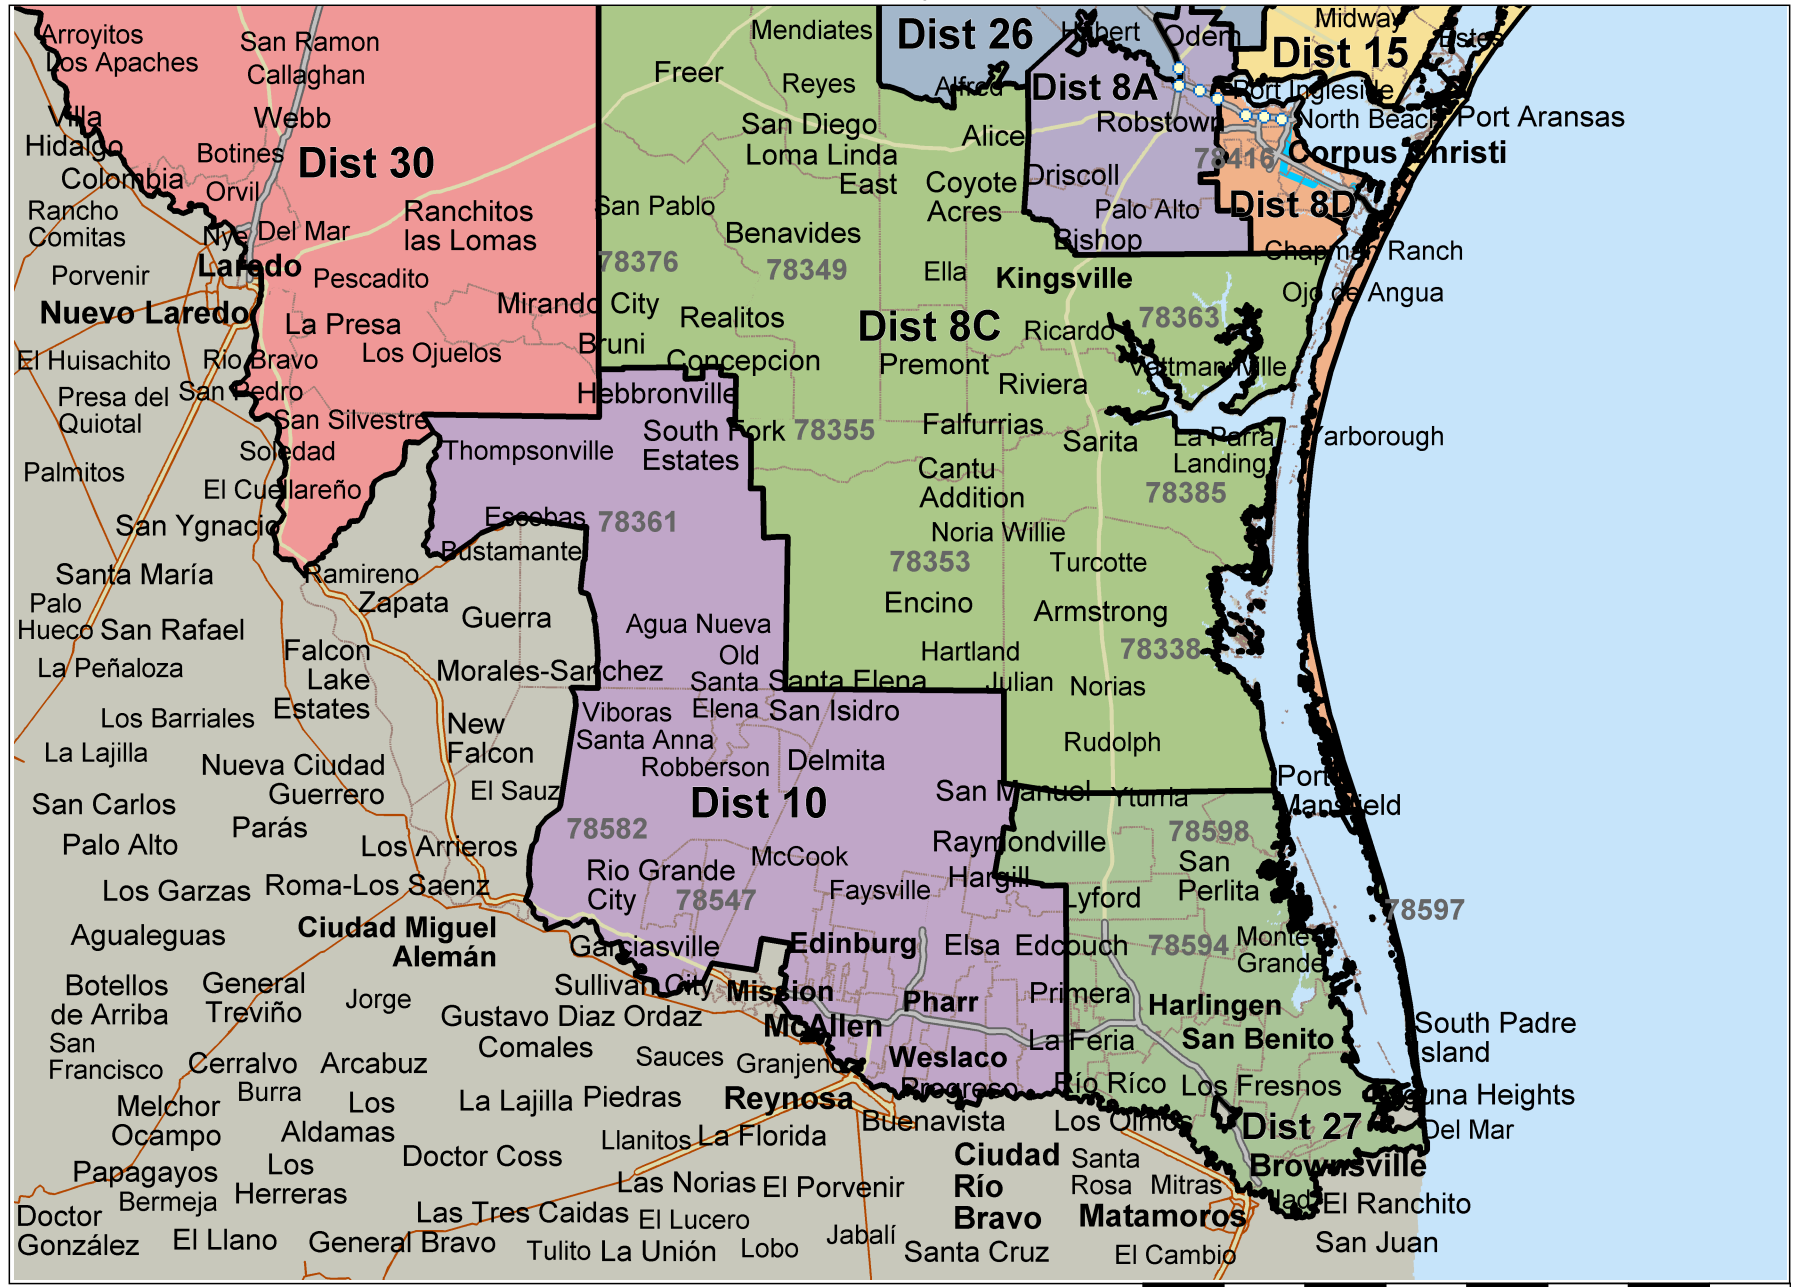 Arroyitos
Dos Apaches
San Ramon
Callaghan
Webb
Villa
Hidalgo
Botines
Dist 30
Colombia
Orvil
Rancho
Comitas
Nye
Del Mar
Ranchitos
las Lomas
Laredo
Porvenir
Pescadito
Nuevo Laredo
Mirando City
La Presa
Los Ojuelos
Bruni
El Huisachito
Rio Bravo
Presa del
Quiotal
San Pedro
San Silvestre
Soledad
Palmitos
El Cuellareño
San Ygnacio
Mendiates
Freer
Reyes
San Diego
Loma Linda
East
Alice
Coyote
Acres
San Pablo
Benavides
78376
78349
Ella
Kingsville
Realitos
Dist 8C
Ricardo
78363
Vattmannville
Concepcion
Premont
Riviera
Dist 26
Alfred
Odem
Dist 8A
Robstown
Driscoll
Palo Alto
Bishop
Midway
Dist 15
Estes
Port Ingleside
North Beach
Port Aransas
78416
Corpus Christi
Dist 8D
Chapman Ranch
Ojo de Angua
Hebbronville
South Fork
Estates
78355
Falfurrias
Sarita
La Parra
Landing
Yarborough
Thompsonville
Cantu
Addition
78385
Escobas
78361
Noria Willie
Bustamante
78353
Turcotte
Santa María
Ramireno
Zapata
Guerra
Encino
Armstrong
Palo
Hueco
San Rafael
Agua Nueva
78338
La Peñaloza
Falcon
Lake
Estates
Morales-Sanchez
Old
Santa
Elena
Santa Elena
Hartland
Julian
Norias
Los Barriales
New
Falcon
Viboras
San Isidro
Santa Anna
Rudolph
La Lajilla
Nueva Ciudad
Guerrero
Robberson
Delmita
Port
Mansfield
San Carlos
El Sauz
Dist 10
San Manuel
Yturria
Parás
78582
Raymondville
78598
Palo Alto
Los Arrieros
McCook
San
Perlita
Los Garzas
Roma-Los Saenz
Rio Grande
City
78547
Faysville
Hargill
Lyford
78597
Agualeguas
Ciudad Miguel
Alemán
Garciasville
Edinburg
Elsa
Edcouch
78594
Monte
Grande
Botellos
de Arriba
General
Treviño
Jorge
Sullivan City
Mission
Pharr
Primera
Harlingen
Gustavo Diaz Ordaz
McAllen
San Benito
South Padre
Island
San
Francisco
Cerralvo
Arcabuz
Comales
Sauces
Granjeno
Weslaco
La Feria
Progreso
Río Ríco
Los Fresnos
Laguna Heights
Burra
Melchor
Ocampo
Los
Aldamas
La Lajilla
Piedras
Reynosa
Buenavista
Los Olmos
Dist 27
Del Mar
Llanitos
La Florida
Doctor Coss
Ciudad
Río
Bravo
Santa
Rosa
Mitras
Brownsville
Papagayos
Los
Herreras
Bermeja
Las Norias
El Porvenir
El Ranchito
Doctor
González
Las Tres Caidas
El Lucero
Jabalí
Matamoros
El Llano
General Bravo
Tulito
La Unión
Lobo
Santa Cruz
El Cambio
San Juan